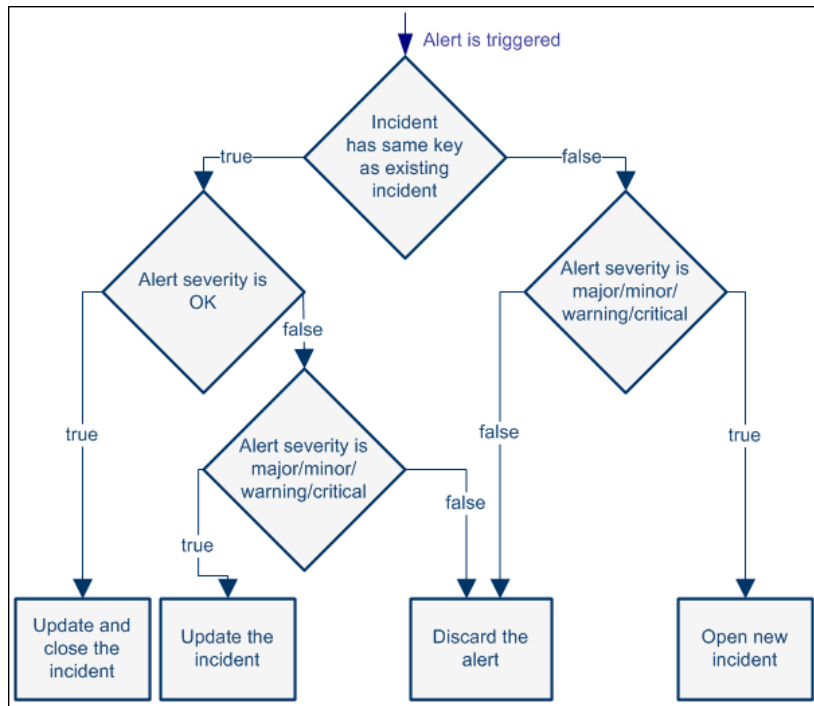 Alert is triggered
Incident
has same key
as existing
incident
true
false
Alert severity is
OK
Alert severity is
major/minor/
warning/critical
false
true
Alert severity is
major/minor/
warning/critical
false
true
false
true
Update and
close the
incident
Update the
incident
Discard the
alert
Open new
incident